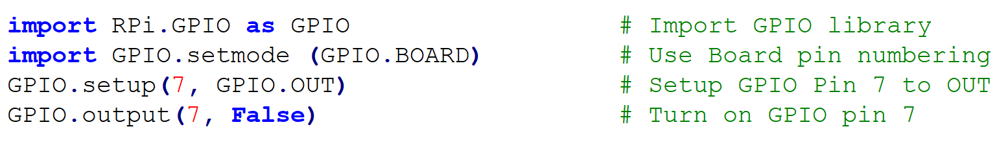 import RPi.GPIO as GPIO # Import GPIO library
import GPIO.setmode (GPIO.BOARD) # Use Board pin numbering
GPIO.setup(7, GPIO.OUT) # Setup GPIO Pin 7 to OUT
GPIO.output(7, False) # Turn on GPIO pin 7